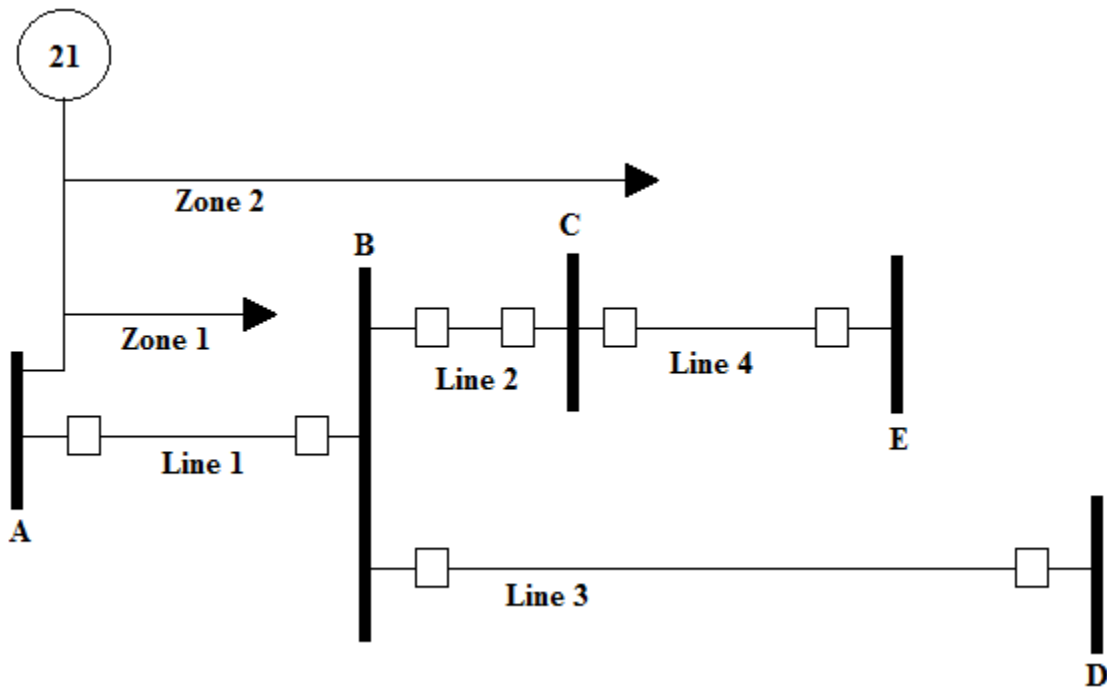 21
Zone 2
B
C
Zone 1
Line 2
Line 4
A
Line 1
E
Line 3
D